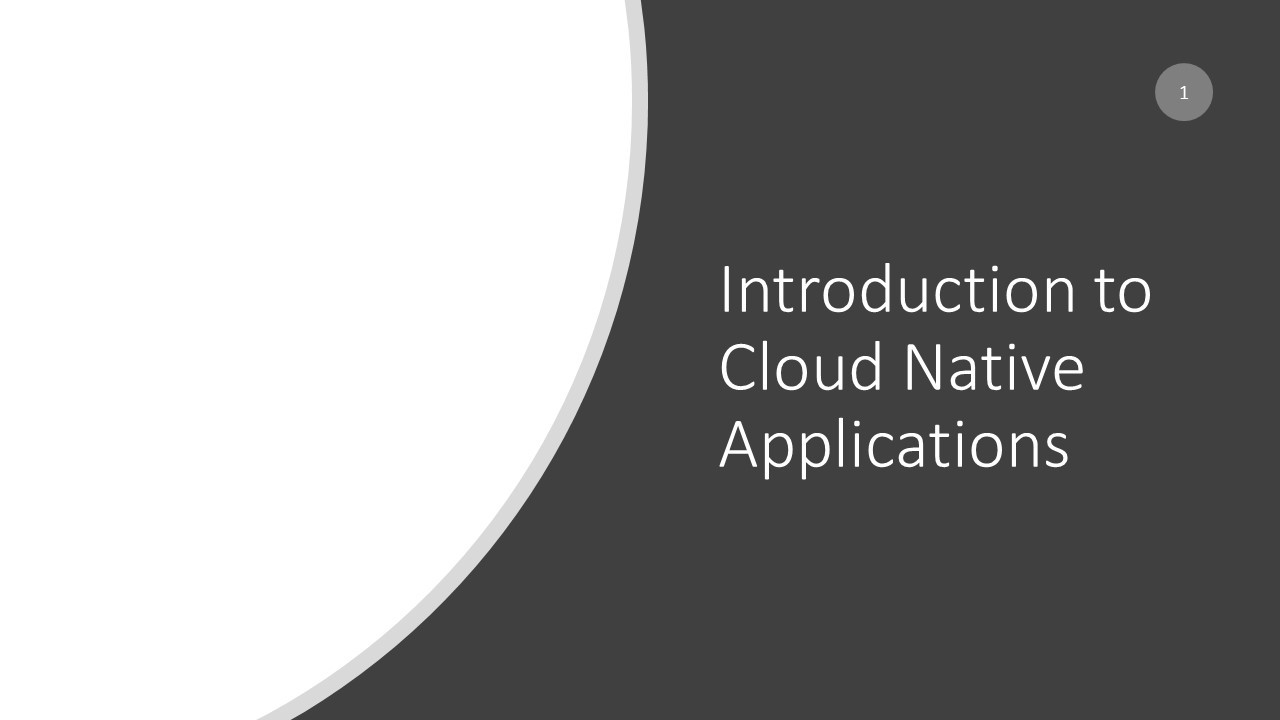 1
Introduction to
Cloud Native
Applications